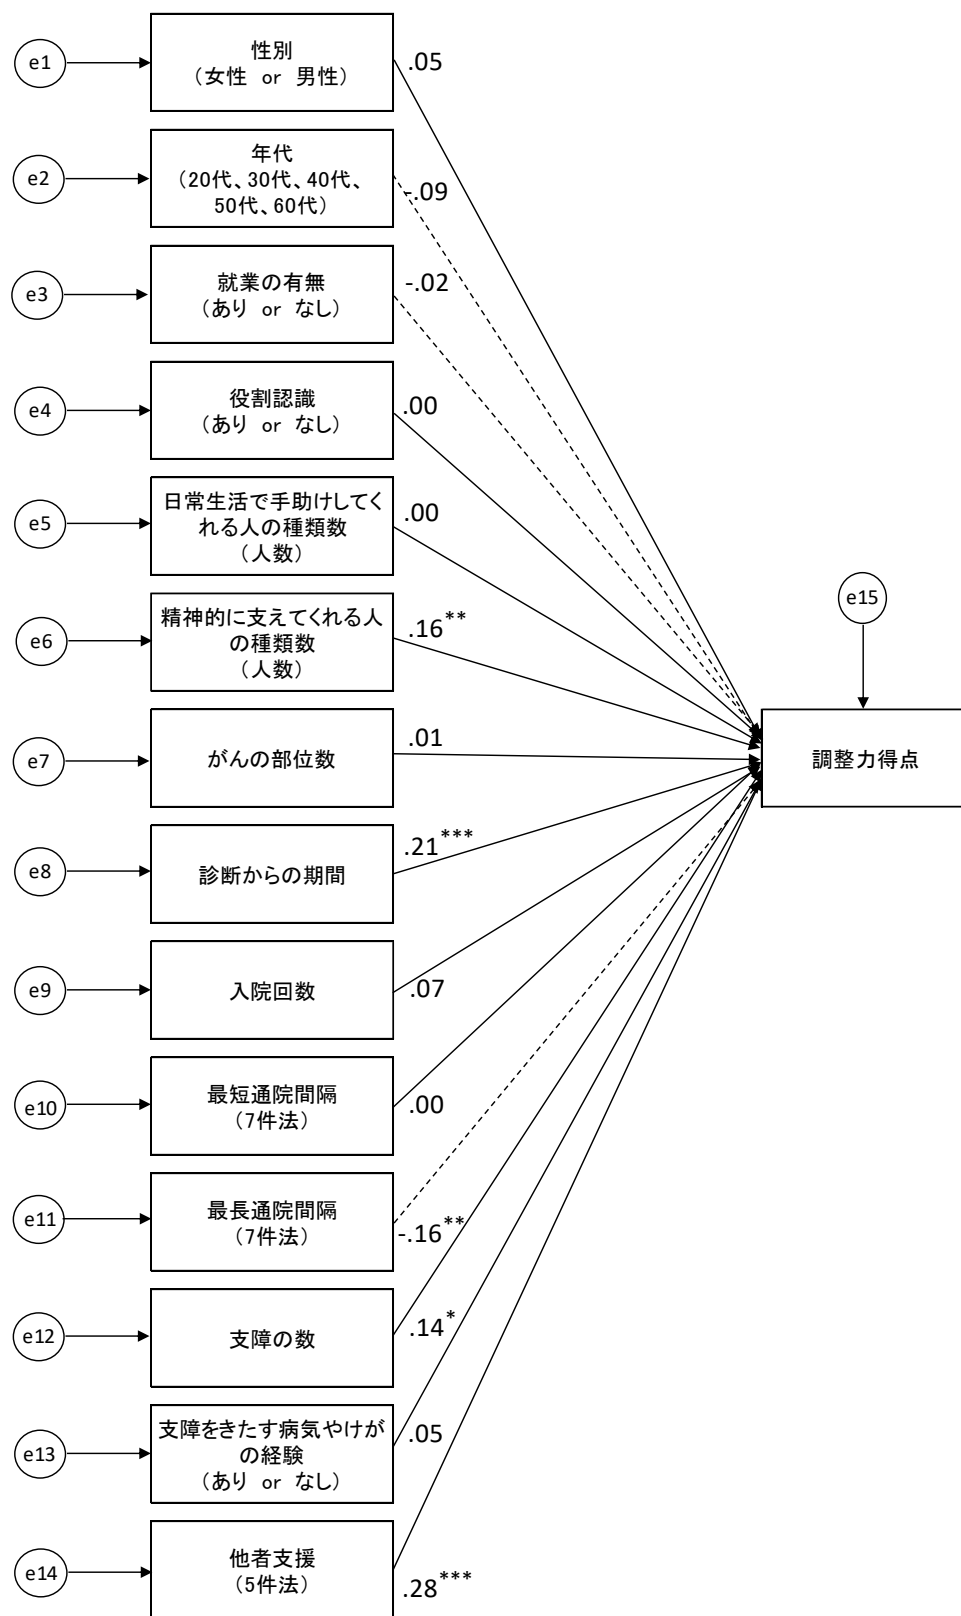 e1
性別
（女性 or 男性）
.05
e2
年代
（20代、30代、40代、
50代、60代）
-.09
e3
就業の有無
（あり or なし）
-.02
e4
役割認識
（あり or なし）
.00
e5
日常生活で手助けしてく
れる人の種類数
（人数）
.00
e6
精神的に支えてくれる人
の種類数
（人数）
.16**
e7
がんの部位数
.01
e8
診断からの期間
.21***
e9
入院回数
.07
e10
最短通院間隔
（7件法）
.00
e11
最長通院間隔
（7件法）
-.16**
e12
支障の数
.14*
e13
支障をきたす病気やけが
の経験
（あり or なし）
.05
e14
他者支援
（5件法）
.28***
e15
調整力得点